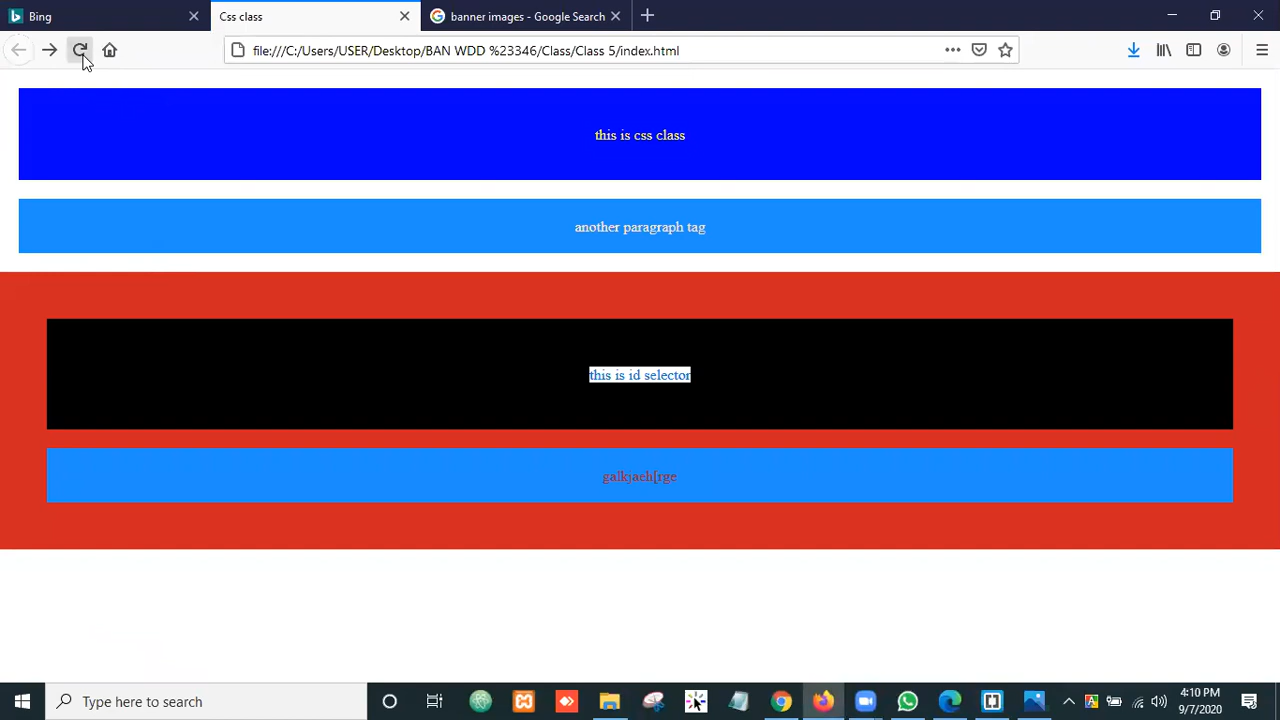 Bing
Css class
banner images - Google Search
file:///C:/Users/USER/Desktop/BAN WDD %23346/Class/Class 5/index.html
this is css class
another paragraph tag
this is id selector
galkjaeh[rge
Type here to search
4:10 PM
9/7/2020